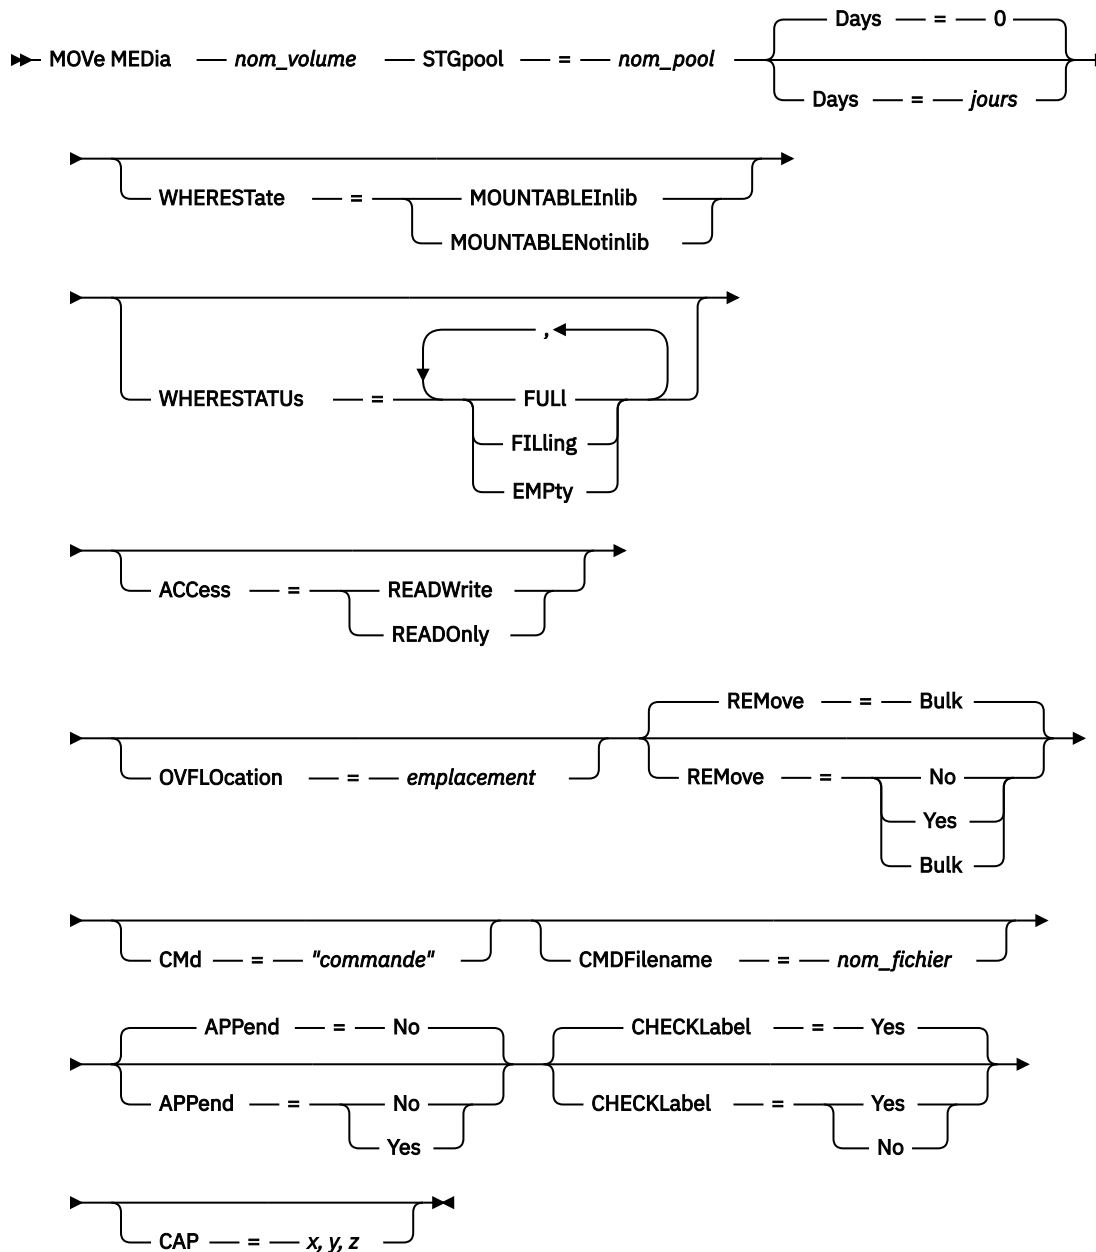 Days = 0
MOVe MEDia nom_volume STGpool = nom_pool
Days = jours
WHERESTate = MOUNTABLEInlib
MOUNTABLENotinlib
,
WHERESTATUs = FULl
FILling
EMPty
ACCess = READWrite
READOnly
REMove = Bulk
OVFLOcation = emplacement REMove = No
Yes
Bulk
CMd = "commande" CMDFilename = nom_fichier
APPend = No CHECKLabel = Yes
APPend = No CHECKLabel = Yes
Yes No
CAP = x, y, z